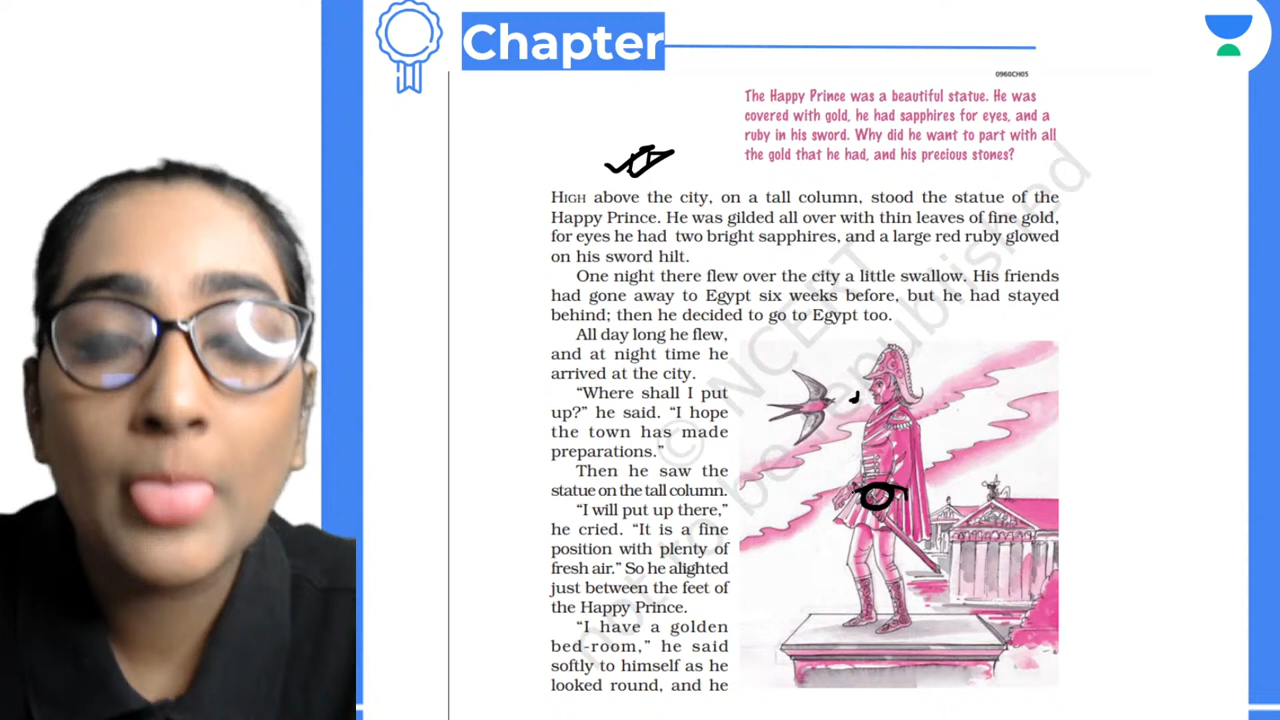 Chapter
0960CH05
The Happy Prince was a beautiful statue. He was
covered with gold, he had sapphires for eyes, and a
ruby in his sword. Why did he want to part with all
the gold that he had, and his precious stones?
HIGH above the city, on a tall column, stood the statue of the
Happy Prince. He was gilded all over with thin leaves of fine gold,
for eyes he had two bright sapphires, and a large red ruby glowed
on his sword hilt.
One night there flew over the city a little swallow. His friends
had gone away to Egypt six weeks before, but he had stayed
behind; then he decided to go to Egypt too.
All day long he flew,
and at night time he
arrived at the city.
“Where shall I put
up?” he said. “I hope
the town has made
preparations.”
Then he saw the
statue on the tall column.
“I will put up there,”
he cried. “It is a fine
position with plenty of
fresh air.” So he alighted
just between the feet of
the Happy Prince.
“I have a golden
bed-room,” he said
softly to himself as he
looked round, and he
© NCERT
not to be republished